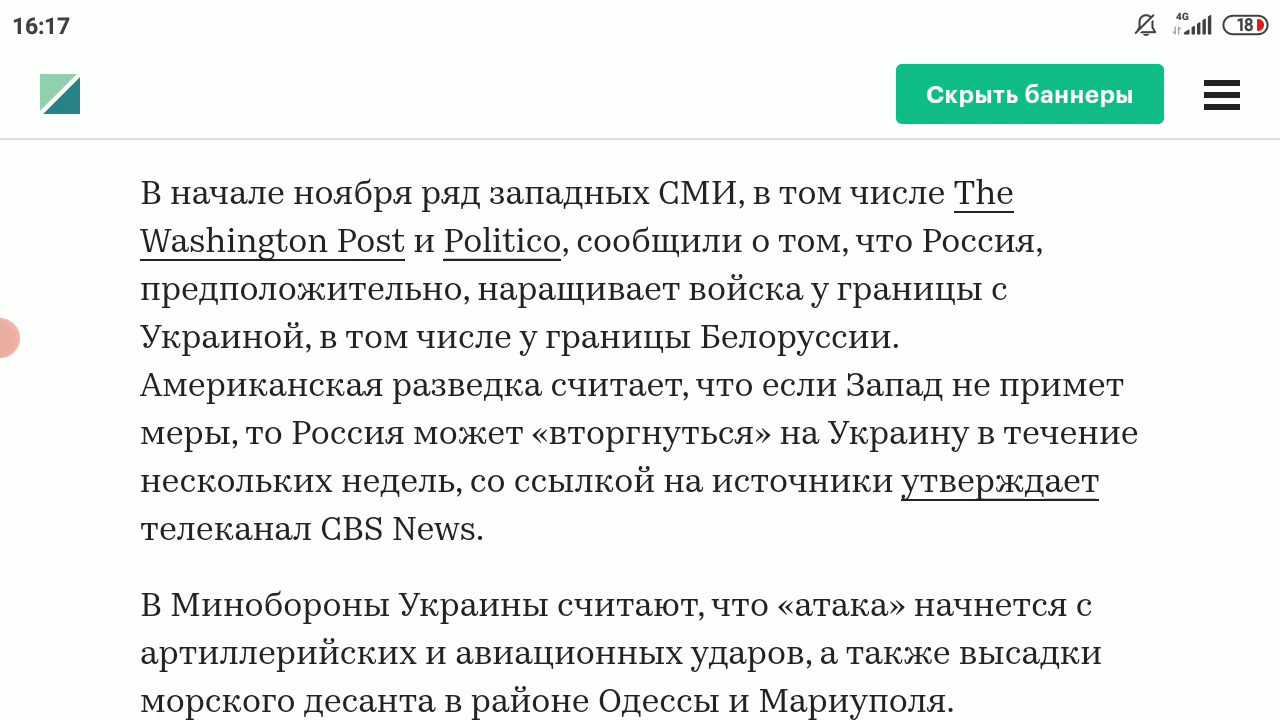 16:17
4G
18
Скрыть баннеры
В начале ноября ряд западных СМИ, в том числе The
Washington Post и Politico, сообщили о том, что Россия,
предположительно, наращивает войска у границы с
Украиной, в том числе у границы Белоруссии.
Американская разведка считает, что если Запад не примет
меры, то Россия может «вторгнуться» на Украину в течение
нескольких недель, со ссылкой на источники утверждает
телеканал CBS News.
В Минобороны Украины считают, что «атака» начнется с
артиллерийских и авиационных ударов, а также высадки
морского десанта в районе Одессы и Мариуполя.